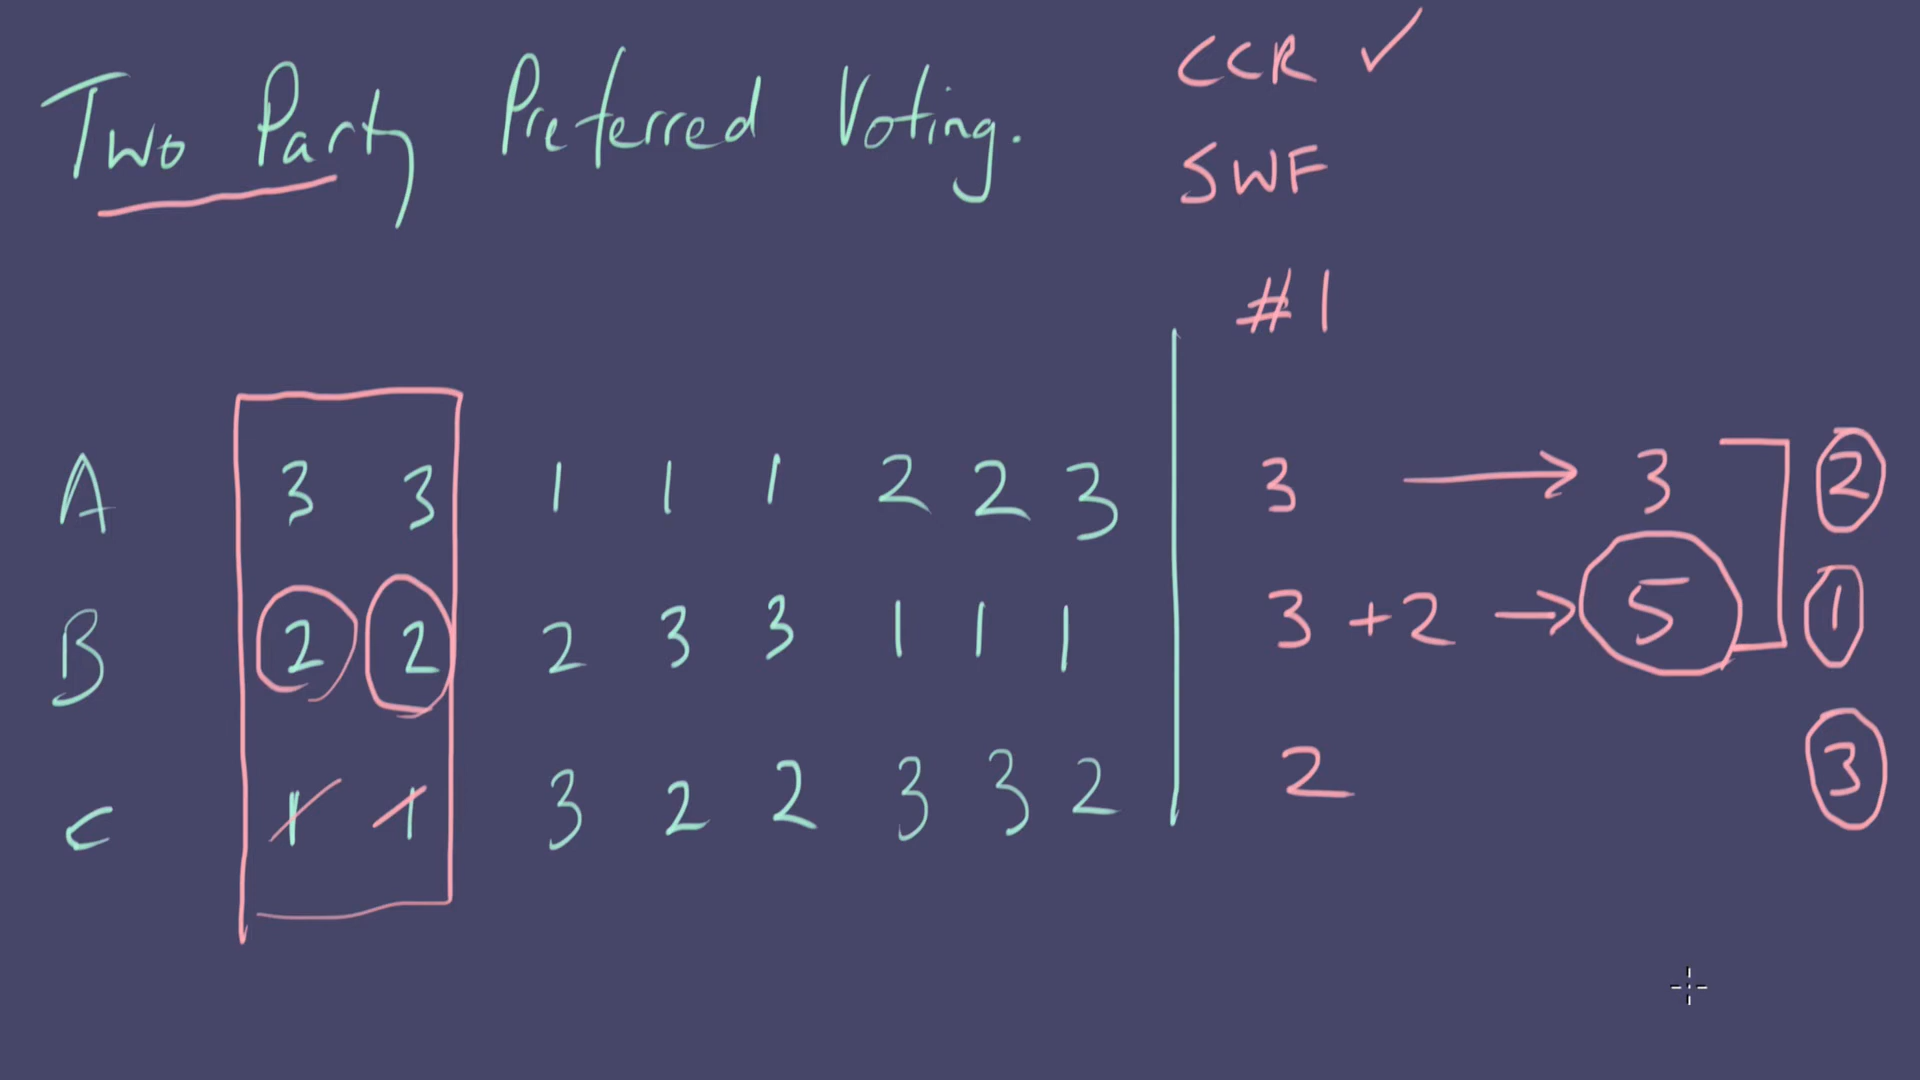 Two Party Preferred Voting.
CCR ✓
SWF
#1
A 3 3 1 1 1 2 2 3 3 → 3 2
B 2 2 2 3 3 1 1 1 3 + 2 → 5 1
C 1 1 3 2 2 3 3 2 2 3